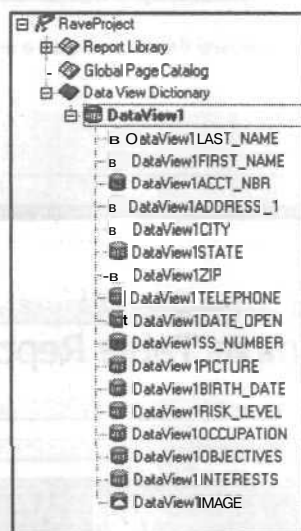 RaveProject
Report Library
Global Page Catalog
Data View Dictionary
DataView1
B OataView1LAST_NAME
B DataView1FIRST_NAME
DataView1ACCT_NBR
B DataView1ADDRESS_1
B DataView1CITY
DataView1STATE
-B DataView1ZIP
DataView1TELEPHONE
t DataView1DATE_OPEN
DataView1SS_NUMBER
DataView1PICTURE
DataView1BIRTH_DATE
DataView1RISK_LEVEL
DataView1OCCUPATION
DataView1OBJECTIVES
DataView1INTERESTS
DataView1IMAGE